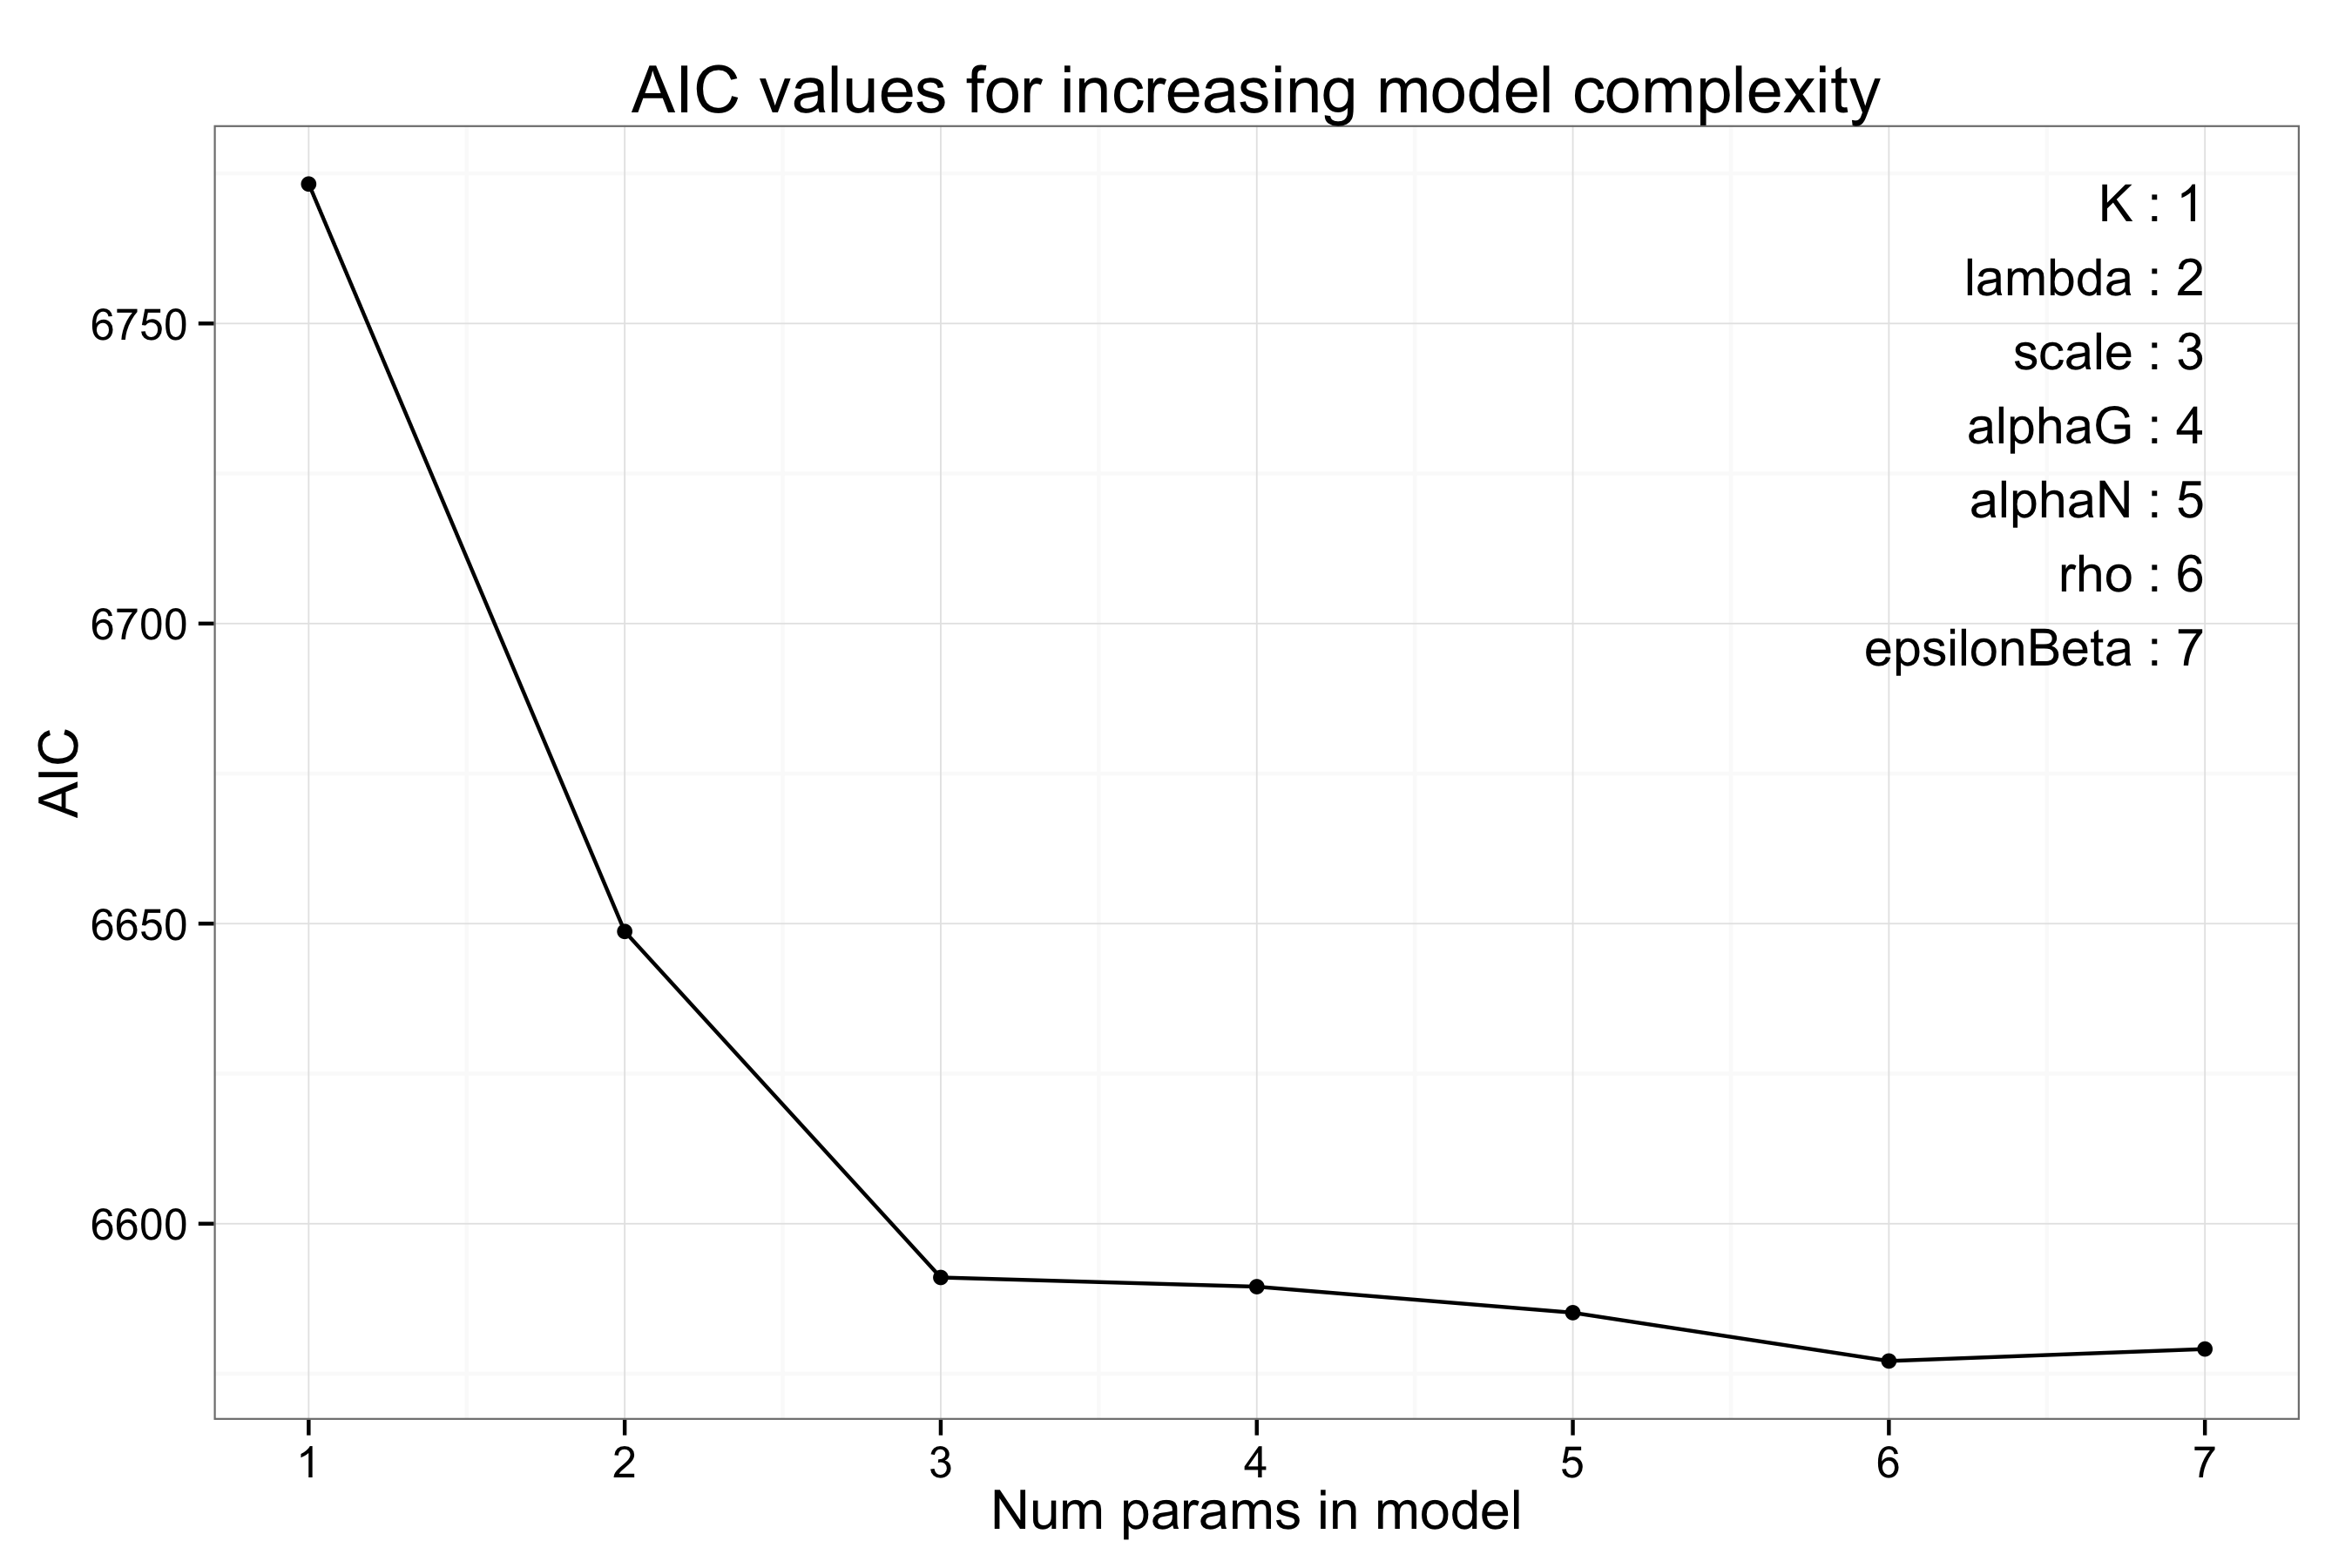 AIC values for increasing model complexity
K : 1
lambda : 2
scale : 3
alphaG : 4
alphaN : 5
rho : 6
epsilonBeta : 7
6750
6700
6650
6600
AIC
1 2 3 4 5 6 7
Num params in model